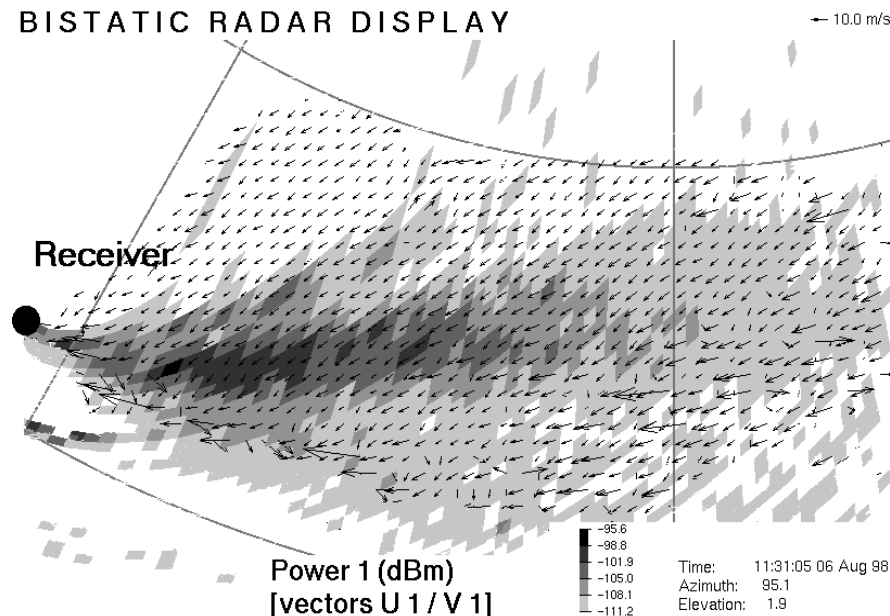 BISTATIC RADAR DISPLAY
10.0 m/s
Receiver
Power 1 (dBm)
[vectors U 1 / V 1]
-95.6
-98.8
-101.9
-105.0
-108.1
-111.2
Time: 11:31:05 06 Aug 98
Azimuth: 95.1
Elevation: 1.9